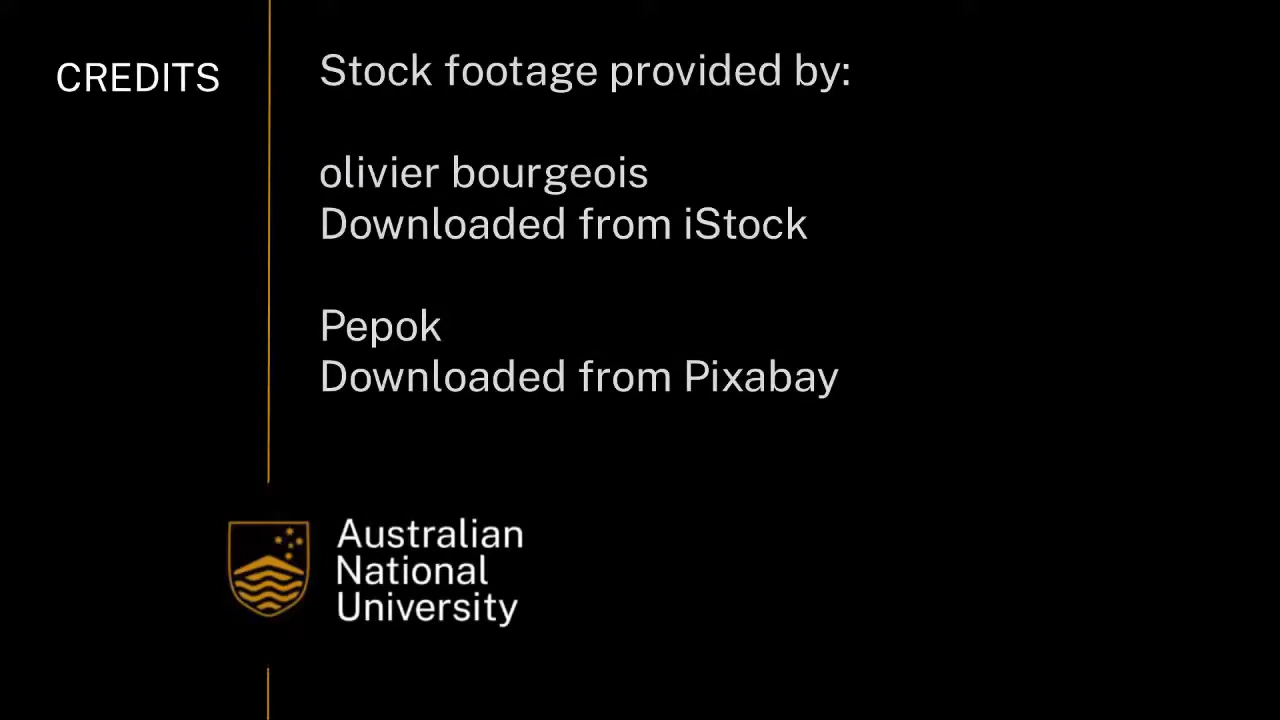 CREDITS
Stock footage provided by:
olivier bourgeois
Downloaded from iStock
Pepok
Downloaded from Pixabay
Australian
National
University